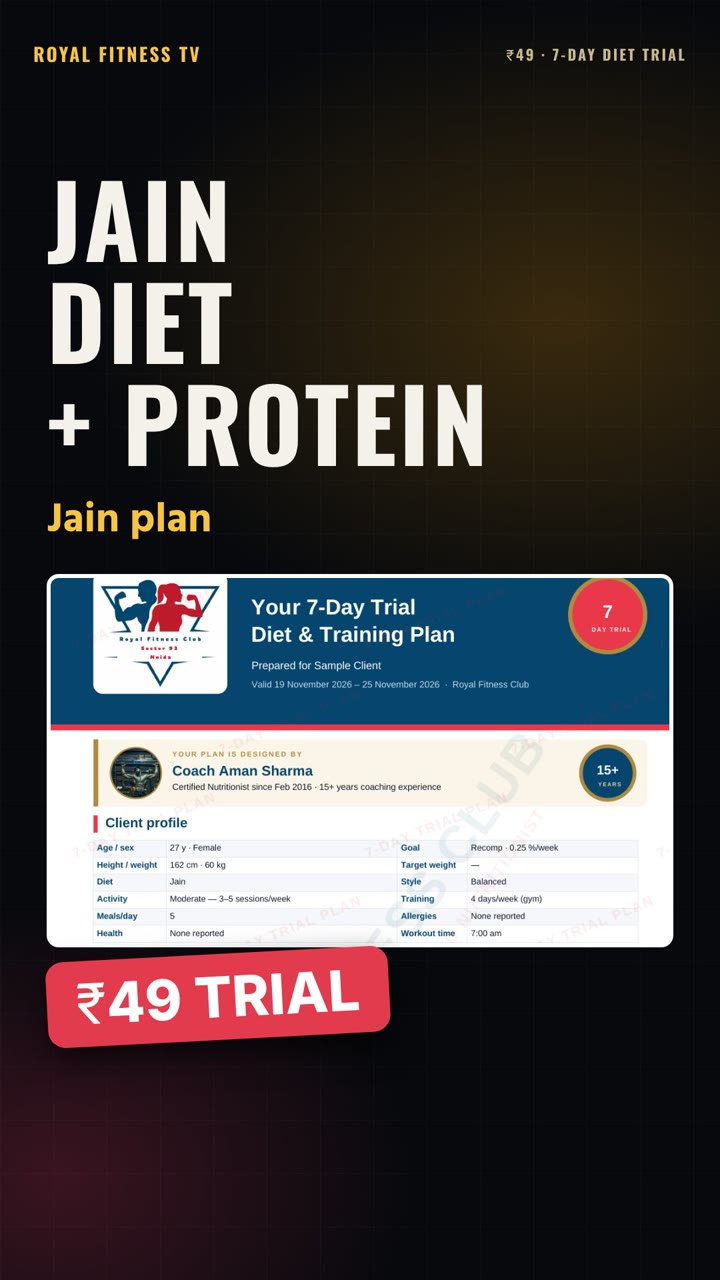 ROYAL FITNESS TV
₹49 · 7-DAY DIET TRIAL
JAIN
DIET
+ PROTEIN
Jain plan
Royal Fitness Club
Sector 93
Noida
Your 7-Day Trial
Diet & Training Plan
Prepared for Sample Client
Valid 19 November 2026 – 25 November 2026 · Royal Fitness Club
7
DAY TRIAL
YOUR PLAN IS DESIGNED BY
Coach Aman Sharma
Certified Nutritionist since Feb 2016 · 15+ years coaching experience
15+
YEARS
Client profile
Age / sex 27 y · Female Goal Recomp · 0.25 %/week
Height / weight 162 cm · 60 kg Target weight —
Diet Jain Style Balanced
Activity Moderate — 3–5 sessions/week Training 4 days/week (gym)
Meals/day 5 Allergies None reported
Health None reported Workout time 7:00 am
7-DAY TRIAL PLAN
₹49 TRIAL